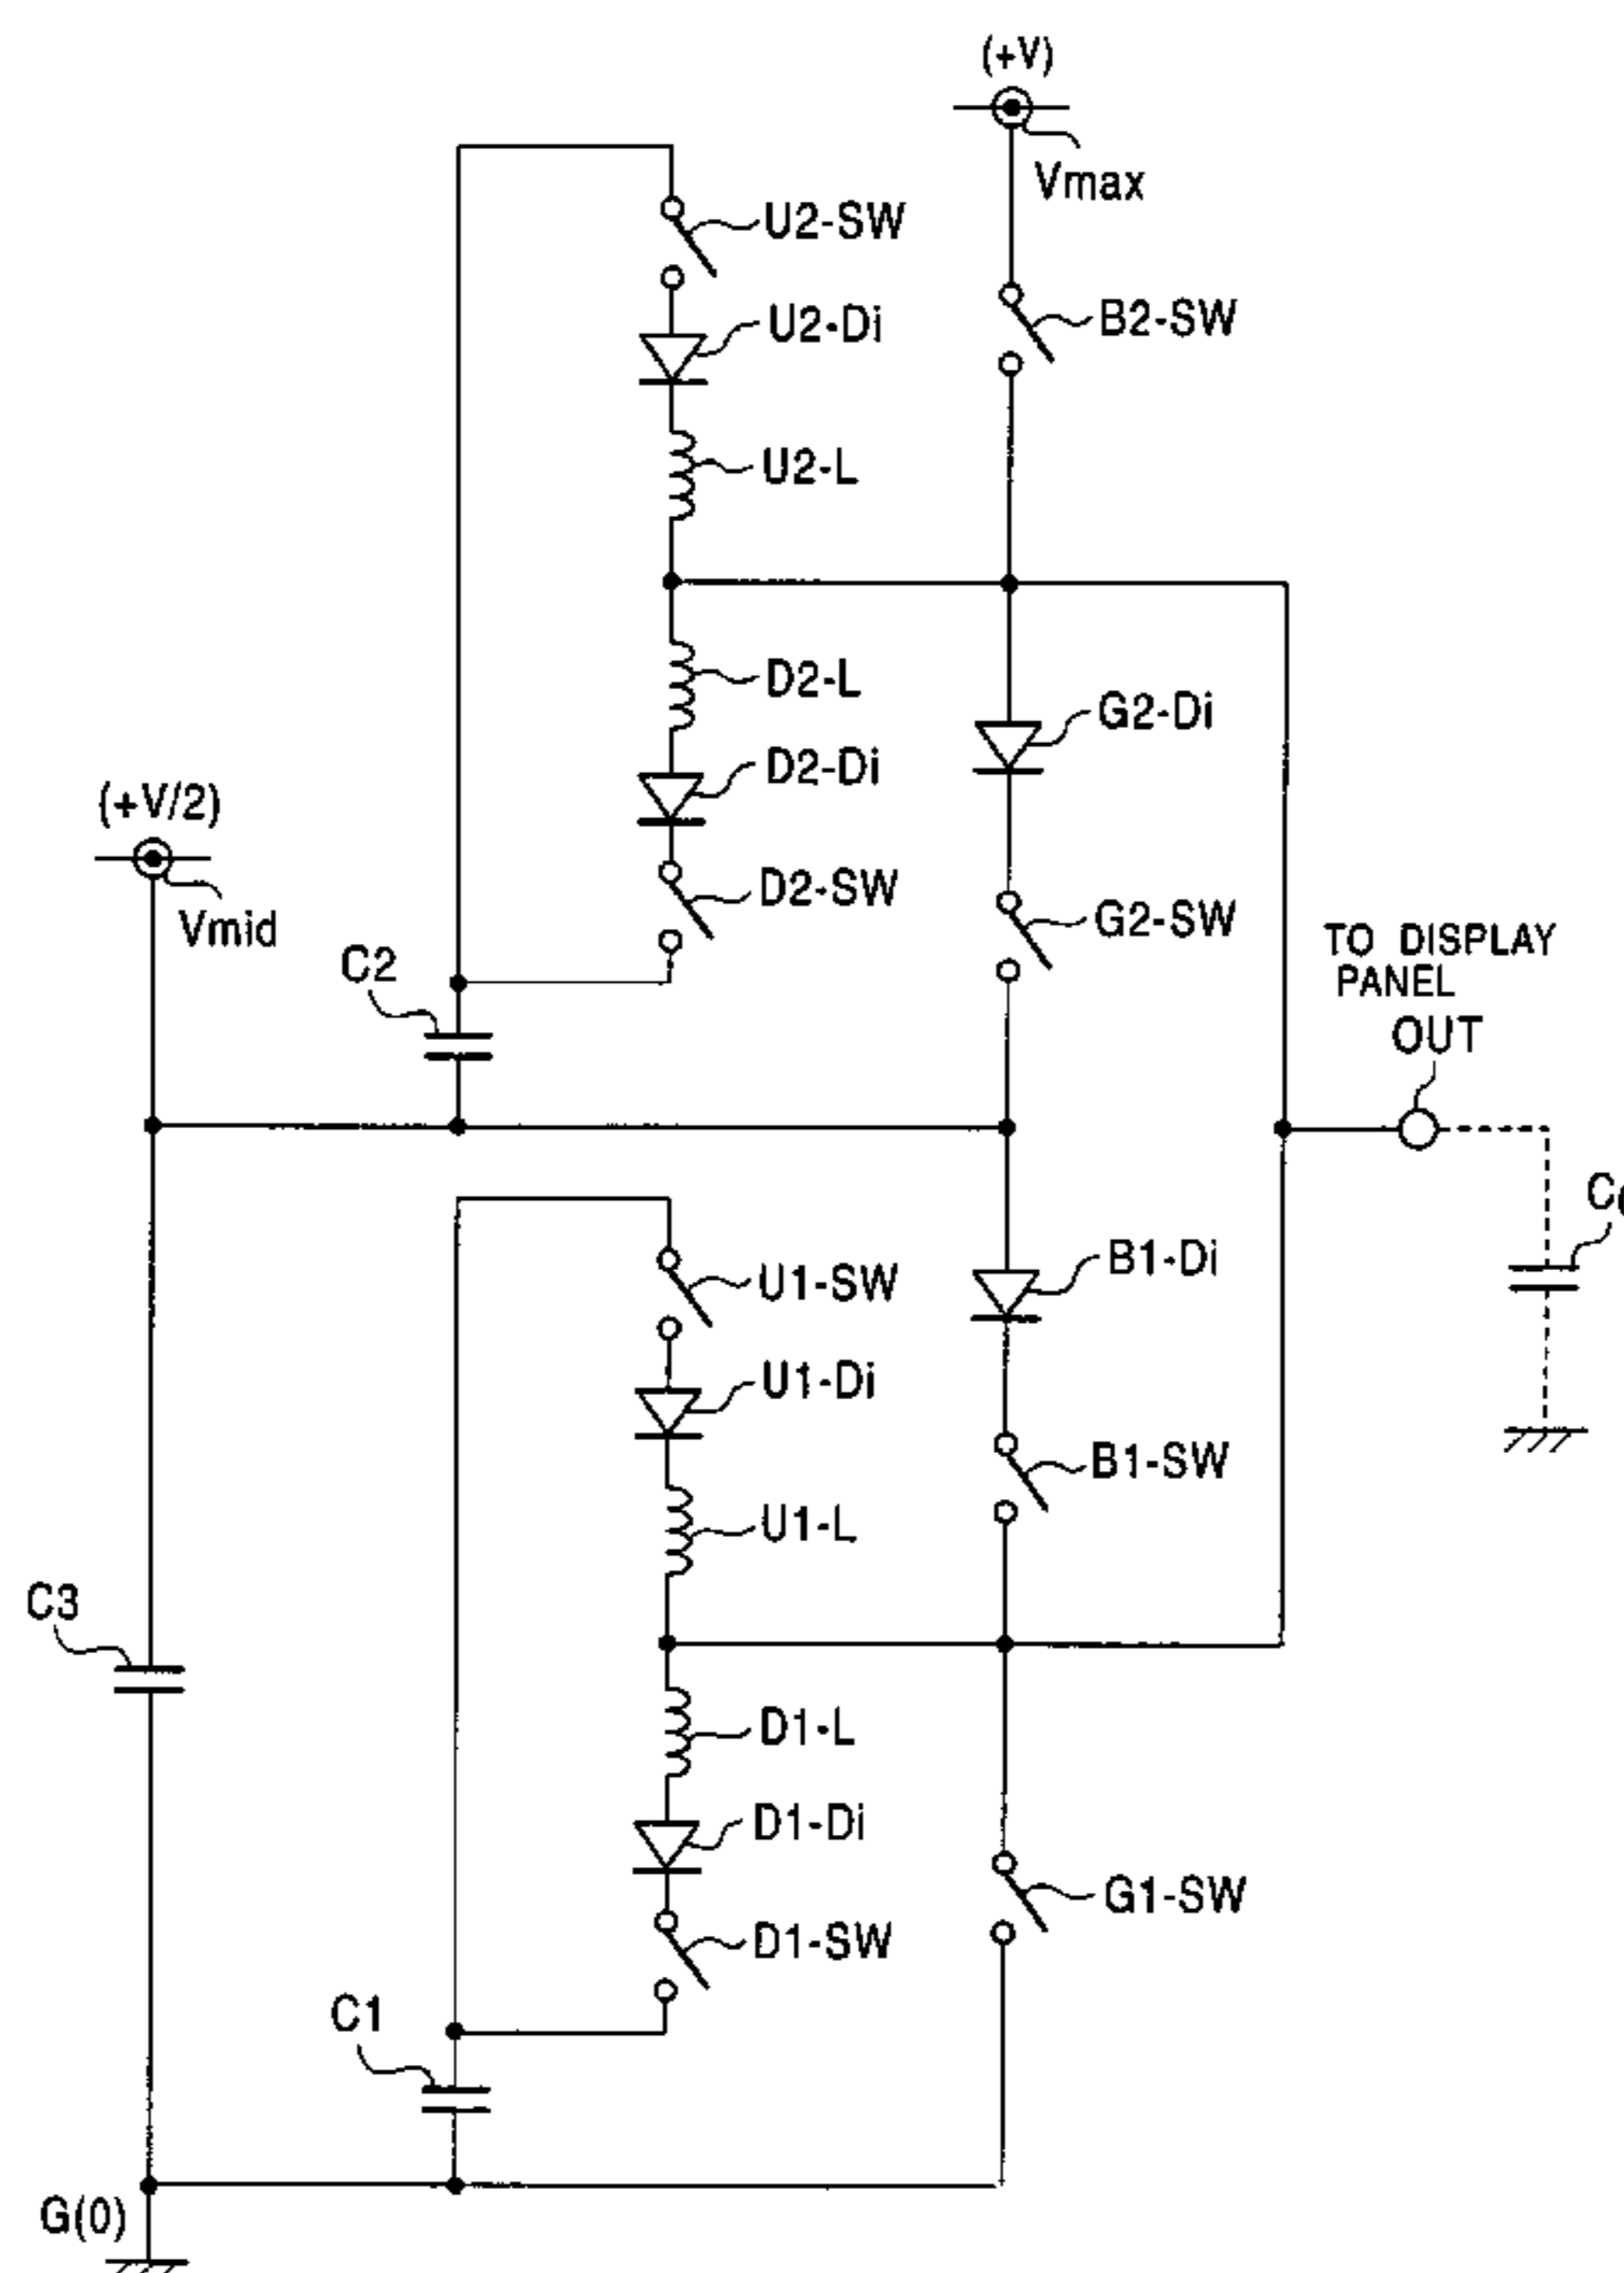 (+V)
Vmax
U2-SW
B2-SW
U2-Di
U2-L
D2-L
G2-Di
D2-Di
(+V/2)
D2-SW
G2-SW
Vmid
C2
TO DISPLAY
PANEL
OUT
U1-SW
B1-Di
U1-Di
B1-SW
U1-L
C3
D1-L
D1-Di
G1-SW
D1-SW
C1
G(0)